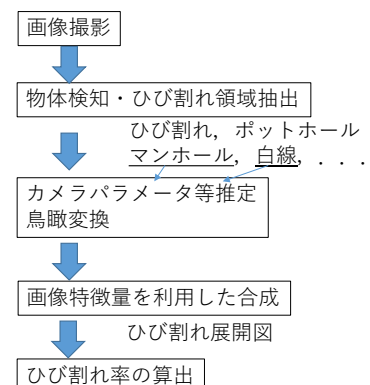 画像撮影
物体検知・ひび割れ領域抽出
ひび割れ，ポットホール
マンホール，白線，．．．
カメラパラメータ等推定
鳥瞰変換
画像特徴量を利用した合成
ひび割れ展開図
ひび割れ率の算出